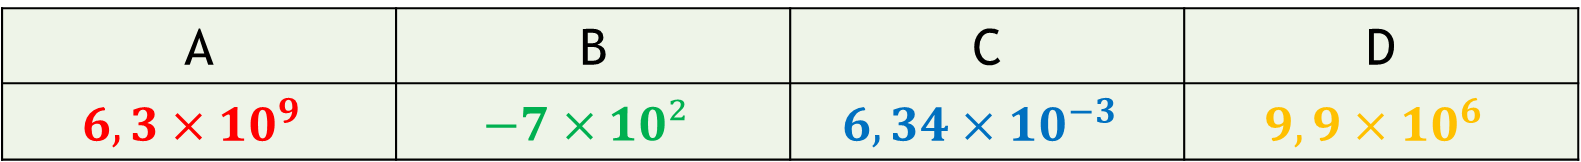 A B C D
6,3 × 10⁹ −7 × 10² 6,34 × 10⁻³ 9,9 × 10⁶